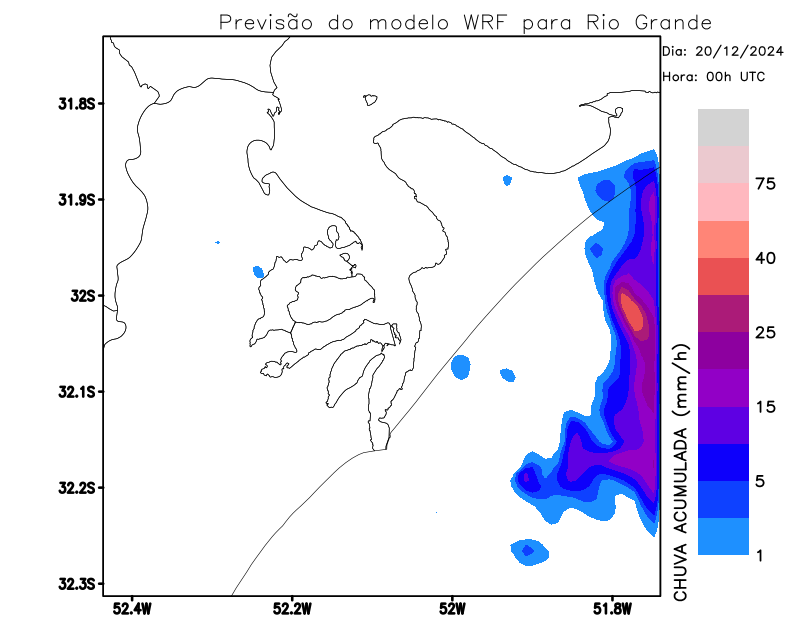 Previsão do modelo WRF para Rio Grande
Dia: 20/12/2024
Hora: 00h UTC
31.8S
31.9S
32S
32.1S
32.2S
32.3S
52.4W
52.2W
52W
51.8W
75
40
25
15
5
1
CHUVA ACUMULADA (mm/h)